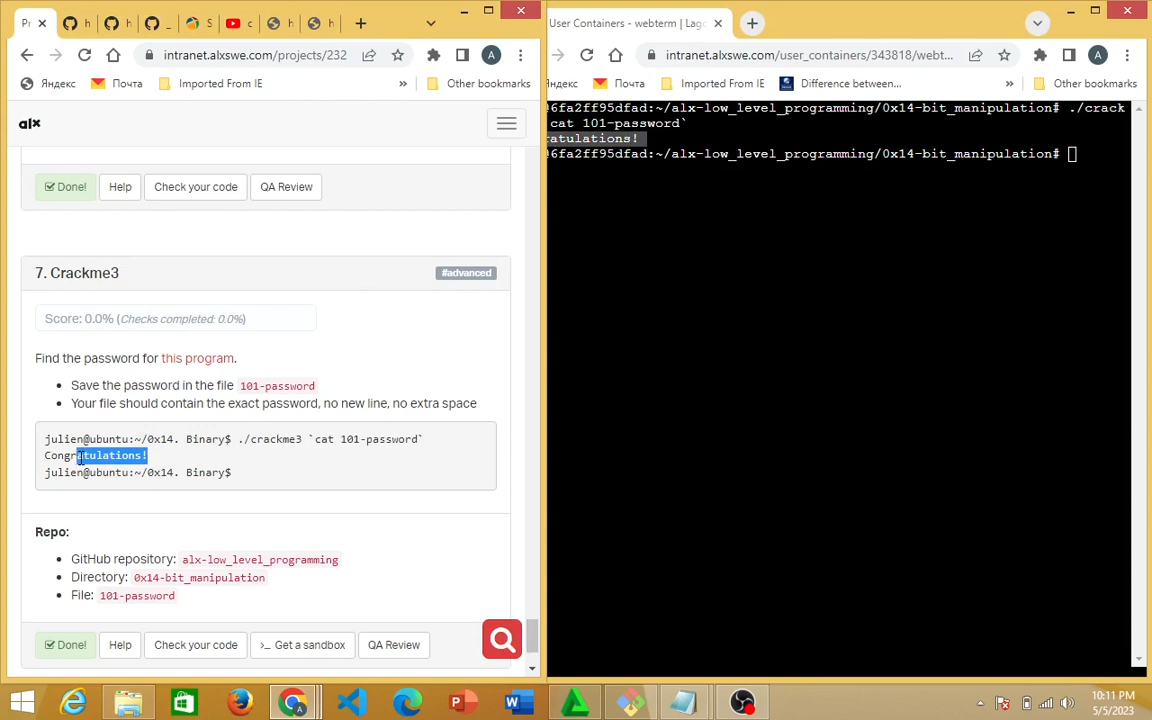 Pr
h
h
_
S
c
h
h
intranet.alxswe.com/projects/232
A
Яндекс
Почта
Imported From IE
»
Other bookmarks
alx
Done!
Help
Check your code
QA Review
7. Crackme3
#advanced
Score: 0.0% (Checks completed: 0.0%)
Find the password for this program.
Save the password in the file 101-password
Your file should contain the exact password, no new line, no extra space
julien@ubuntu:~/0x14. Binary$ ./crackme3 `cat 101-password`
Congratulations!
julien@ubuntu:~/0x14. Binary$
Repo:
GitHub repository: alx-low_level_programming
Directory: 0x14-bit_manipulation
File: 101-password
Done!
Help
Check your code
>_ Get a sandbox
QA Review
User Containers - webterm | Lago
intranet.alxswe.com/user_containers/343818/webt...
A
Яндекс
Почта
Imported From IE
Difference between...
»
Other bookmarks
@6fa2ff95dfad:~/alx-low_level_programming/0x14-bit_manipulation# ./crack
`cat 101-password`
ratulations!
@6fa2ff95dfad:~/alx-low_level_programming/0x14-bit_manipulation#
10:11 PM
5/5/2023